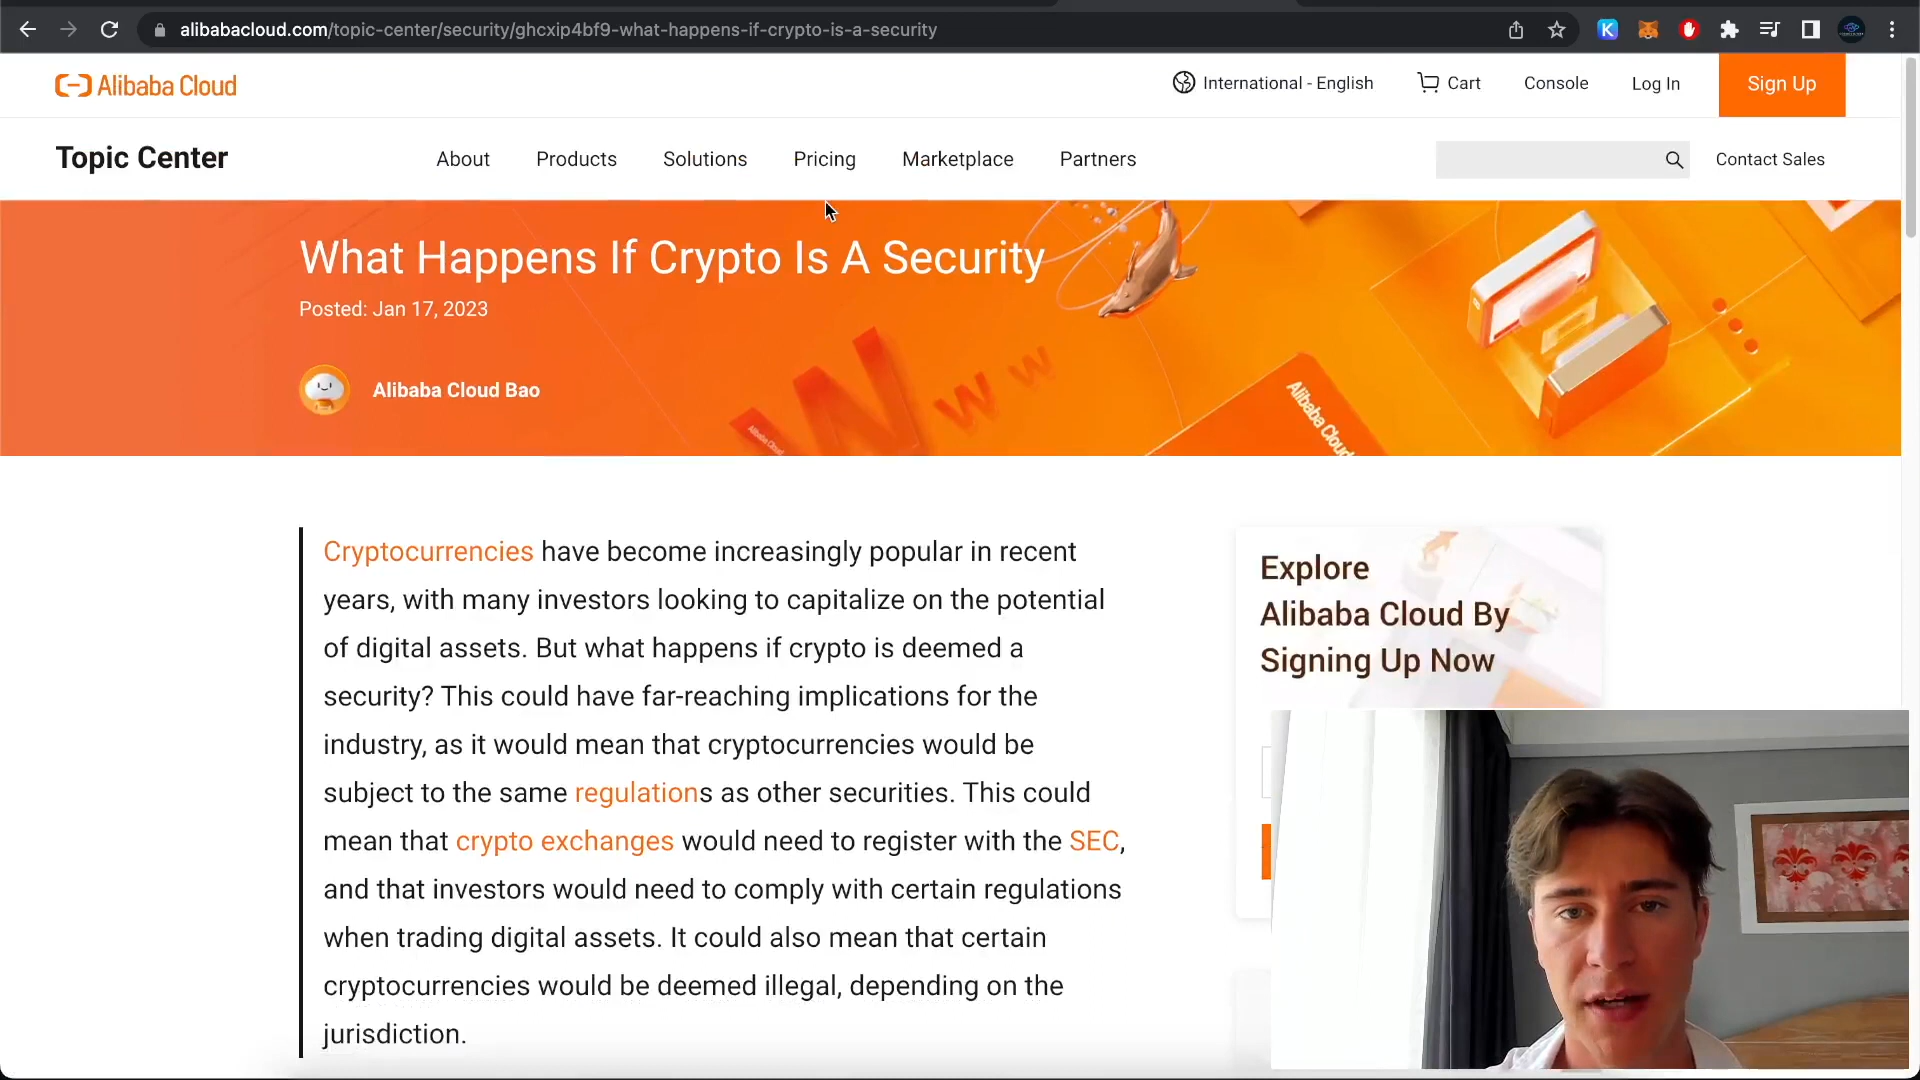 alibabacloud.com/topic-center/security/ghcxip4bf9-what-happens-if-crypto-is-a-security
Alibaba Cloud
International - English
Cart
Console
Log In
Sign Up
Topic Center
About
Products
Solutions
Pricing
Marketplace
Partners
Contact Sales
What Happens If Crypto Is A Security
Posted: Jan 17, 2023
Alibaba Cloud Bao
W w w
Alibaba Cloud
Alibaba Cloud
Cryptocurrencies have become increasingly popular in recent
years, with many investors looking to capitalize on the potential
of digital assets. But what happens if crypto is deemed a
security? This could have far-reaching implications for the
industry, as it would mean that cryptocurrencies would be
subject to the same regulations as other securities. This could
mean that crypto exchanges would need to register with the SEC,
and that investors would need to comply with certain regulations
when trading digital assets. It could also mean that certain
cryptocurrencies would be deemed illegal, depending on the
jurisdiction.
Explore
Alibaba Cloud By
Signing Up Now